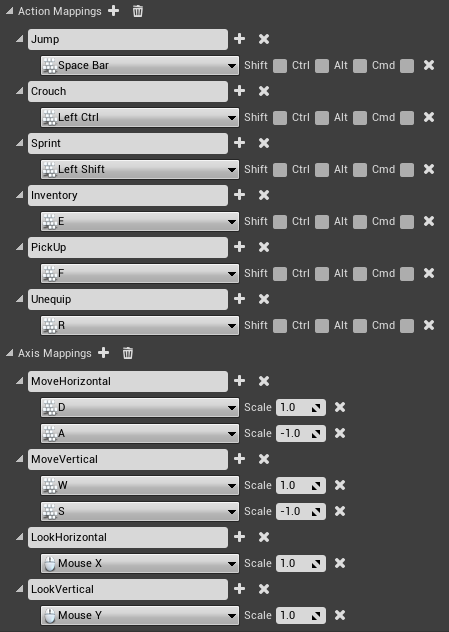 Action Mappings
Jump
Space Bar Shift Ctrl Alt Cmd
Crouch
Left Ctrl Shift Ctrl Alt Cmd
Sprint
Left Shift Shift Ctrl Alt Cmd
Inventory
E Shift Ctrl Alt Cmd
PickUp
F Shift Ctrl Alt Cmd
Unequip
R Shift Ctrl Alt Cmd
Axis Mappings
MoveHorizontal
D Scale 1.0
A Scale -1.0
MoveVertical
W Scale 1.0
S Scale -1.0
LookHorizontal
Mouse X Scale 1.0
LookVertical
Mouse Y Scale 1.0